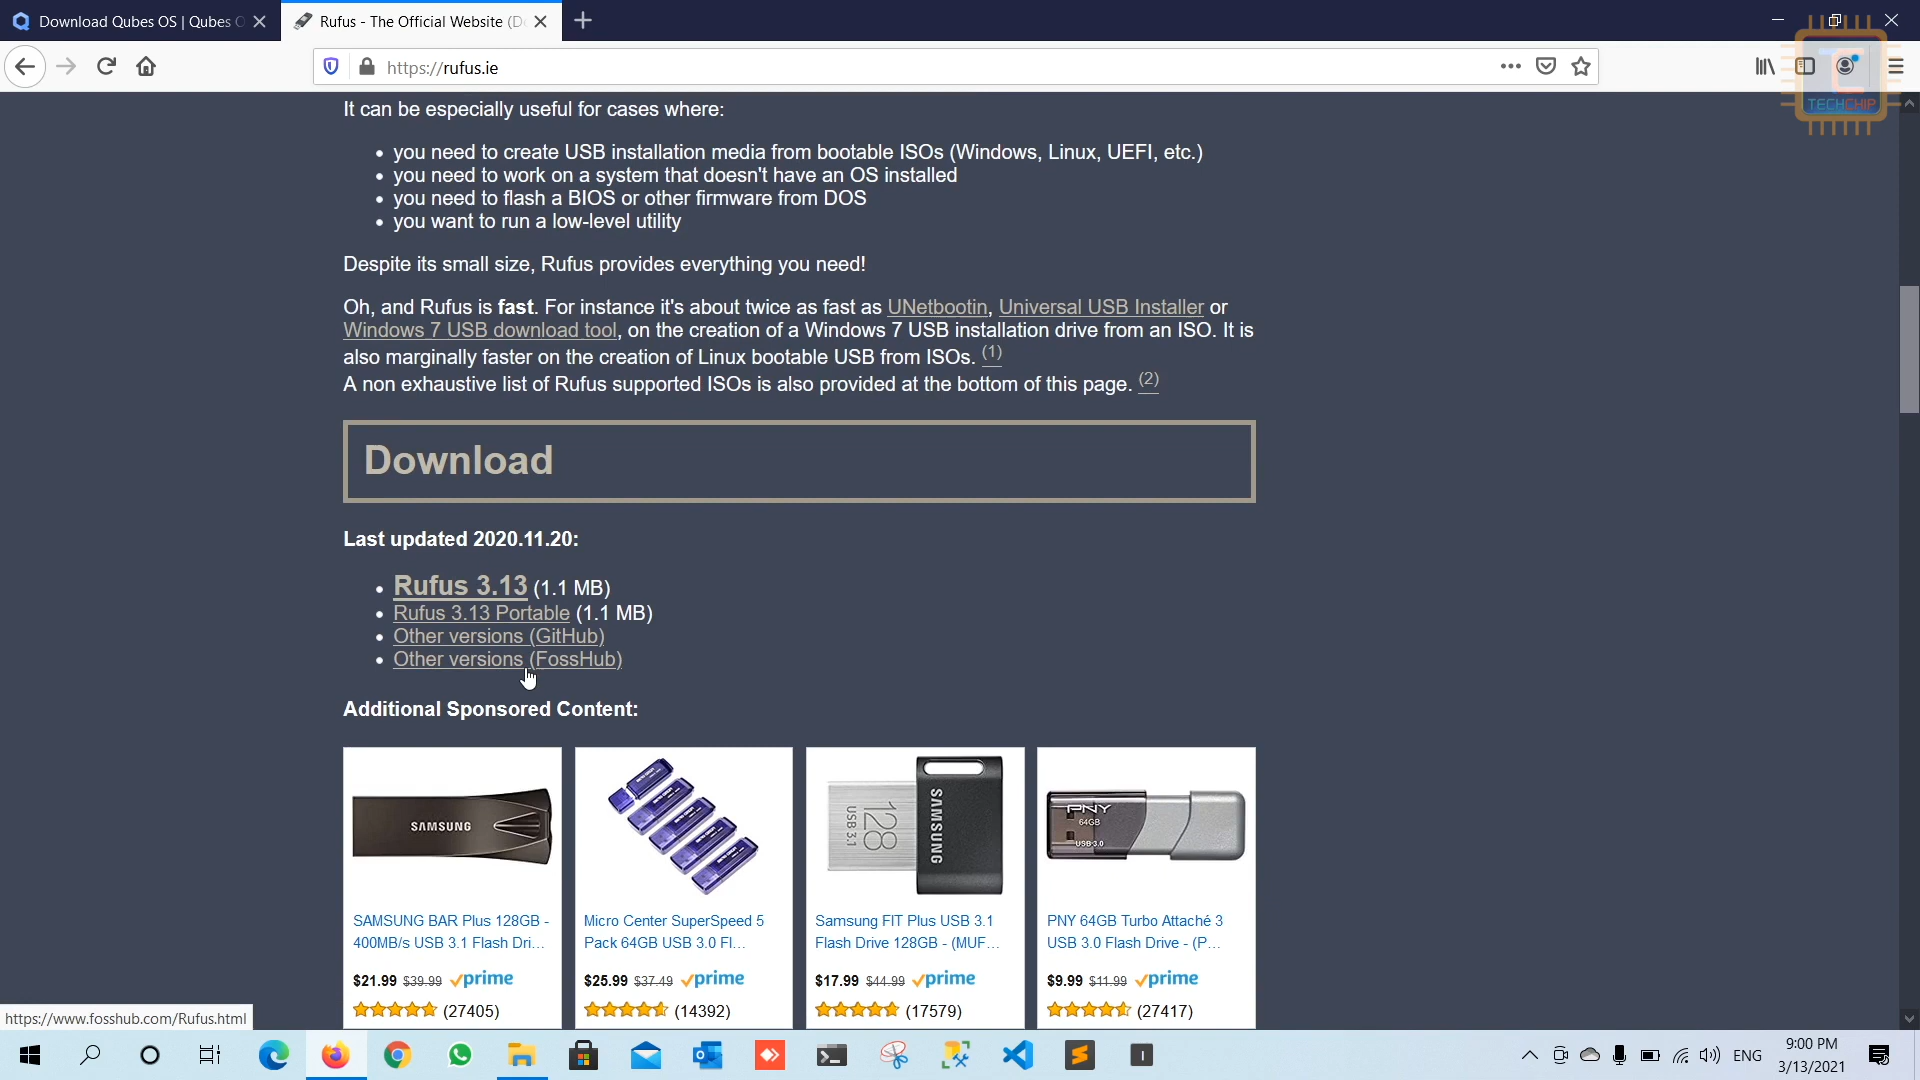 Download Qubes OS | Qubes O
Rufus - The Official Website (Do
https://rufus.ie
TECHCHIP
It can be especially useful for cases where:
you need to create USB installation media from bootable ISOs (Windows, Linux, UEFI, etc.)
you need to work on a system that doesn't have an OS installed
you need to flash a BIOS or other firmware from DOS
you want to run a low-level utility
Despite its small size, Rufus provides everything you need!
Oh, and Rufus is fast. For instance it's about twice as fast as UNetbootin, Universal USB Installer or
Windows 7 USB download tool, on the creation of a Windows 7 USB installation drive from an ISO. It is
also marginally faster on the creation of Linux bootable USB from ISOs. (1)
A non exhaustive list of Rufus supported ISOs is also provided at the bottom of this page. (2)
Download
Last updated 2020.11.20:
Rufus 3.13 (1.1 MB)
Rufus 3.13 Portable (1.1 MB)
Other versions (GitHub)
Other versions (FossHub)
Additional Sponsored Content:
SAMSUNG
128
USB 3.1
SAMSUNG
PNY
64GB
USB 3.0
SAMSUNG BAR Plus 128GB -
400MB/s USB 3.1 Flash Dri...
$21.99 $39.99 prime
(27405)
Micro Center SuperSpeed 5
Pack 64GB USB 3.0 Fl...
$25.99 $37.49 prime
(14392)
Samsung FIT Plus USB 3.1
Flash Drive 128GB - (MUF...
$17.99 $44.99 prime
(17579)
PNY 64GB Turbo Attaché 3
USB 3.0 Flash Drive - (P...
$9.99 $11.99 prime
(27417)
https://www.fosshub.com/Rufus.html
ENG
9:00 PM
3/13/2021